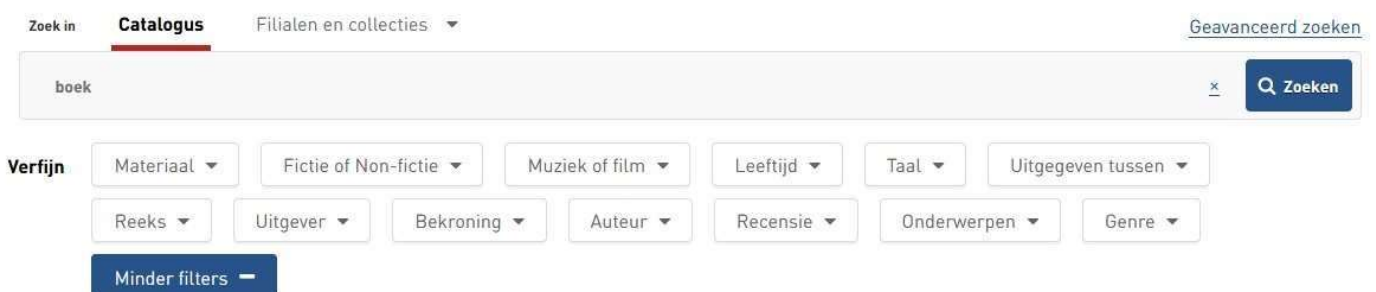 Zoek in Catalogus Filialen en collecties Geavanceerd zoeken
boek × Zoeken
Verfijn Materiaal Fictie of Non-fictie Muziek of film Leeftijd Taal Uitgegeven tussen
Reeks Uitgever Bekroning Auteur Recensie Onderwerpen Genre
Minder filters